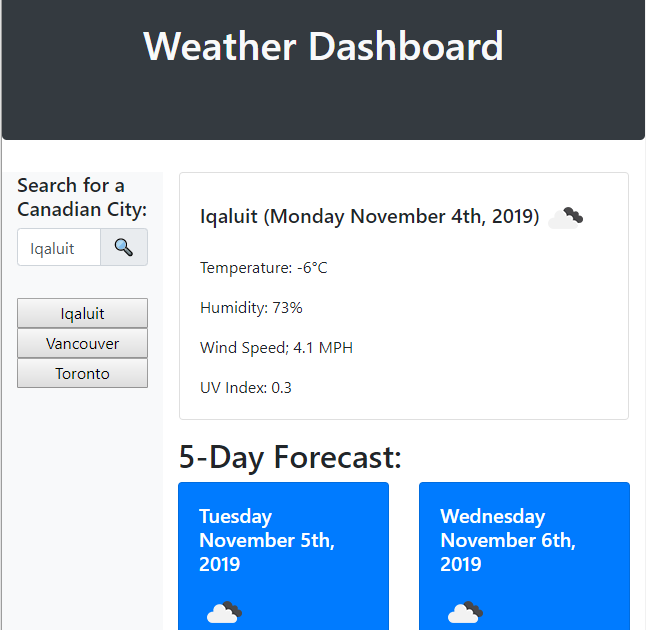 Weather Dashboard
Search for a
Canadian City:
Iqaluit
Iqaluit
Vancouver
Toronto
Iqaluit (Monday November 4th, 2019)
Temperature: -6°C
Humidity: 73%
Wind Speed; 4.1 MPH
UV Index: 0.3
5-Day Forecast:
Tuesday
November 5th,
2019
Wednesday
November 6th,
2019